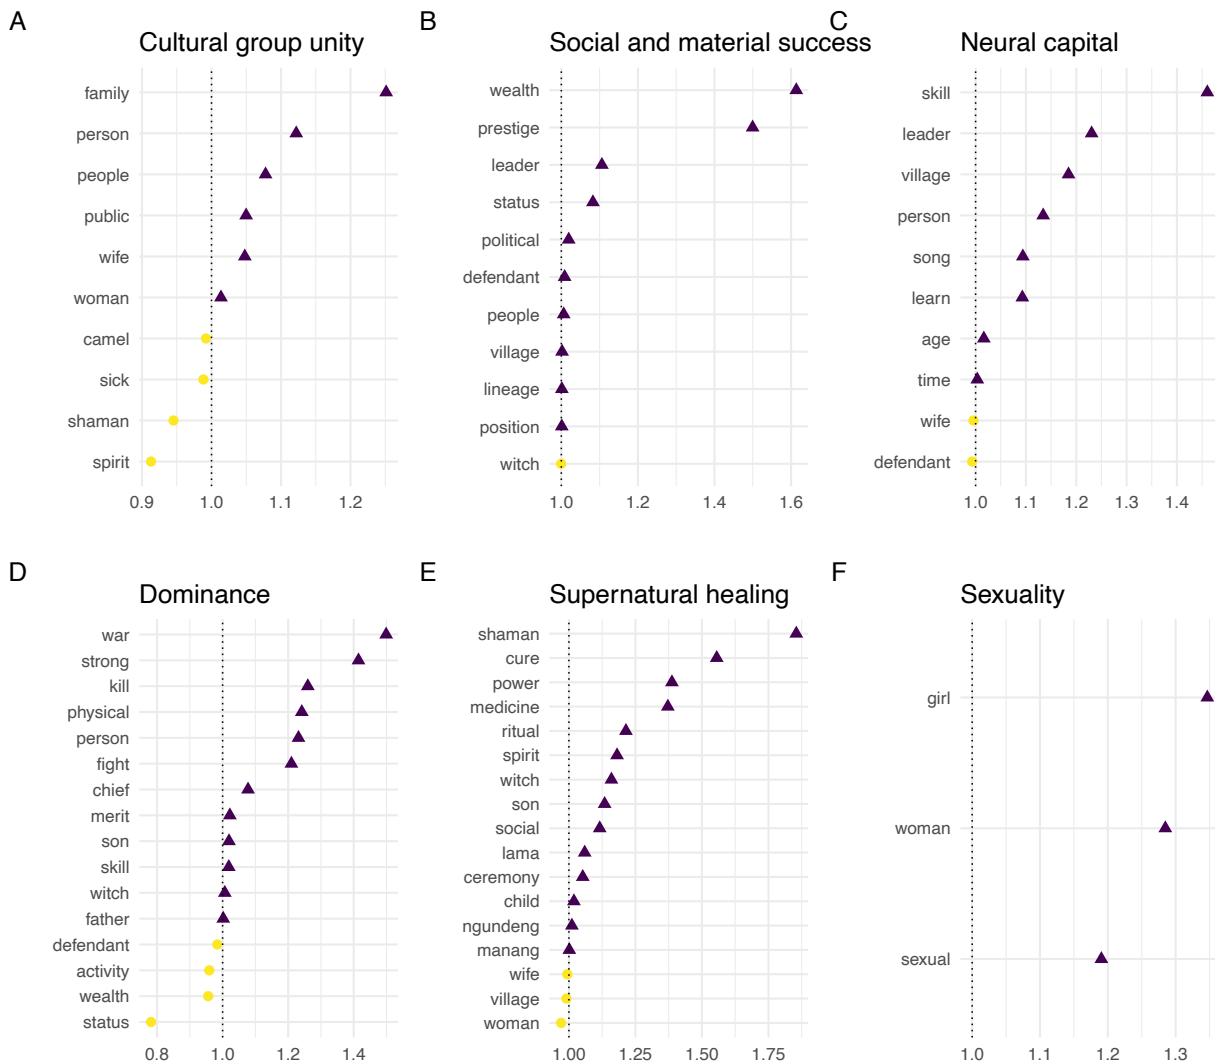 A
Cultural group unity
family
person
people
public
wife
woman
camel
sick
shaman
spirit
0.9 1.0 1.1 1.2
B
Social and material success
wealth
prestige
leader
status
political
defendant
people
village
lineage
position
witch
1.0 1.2 1.4 1.6
C
Neural capital
skill
leader
village
person
song
learn
age
time
wife
defendant
1.0 1.1 1.2 1.3 1.4
D
Dominance
war
strong
kill
physical
person
fight
chief
merit
son
skill
witch
father
defendant
activity
wealth
status
0.8 1.0 1.2 1.4
E
Supernatural healing
shaman
cure
power
medicine
ritual
spirit
witch
son
social
lama
ceremony
child
ngundeng
manang
wife
village
woman
1.00 1.25 1.50 1.75
F
Sexuality
girl
woman
sexual
1.0 1.1 1.2 1.3